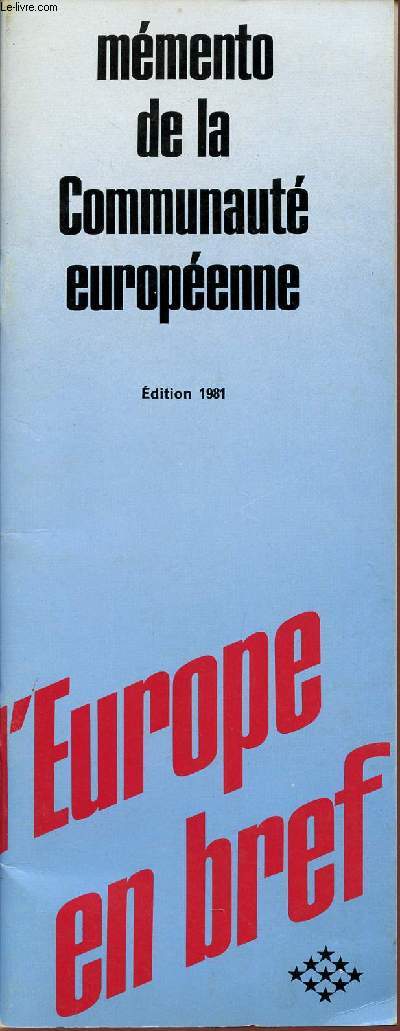 Le-livre.com
mémento
de la
Communauté
européenne
Édition 1981
l'Europe
en bref